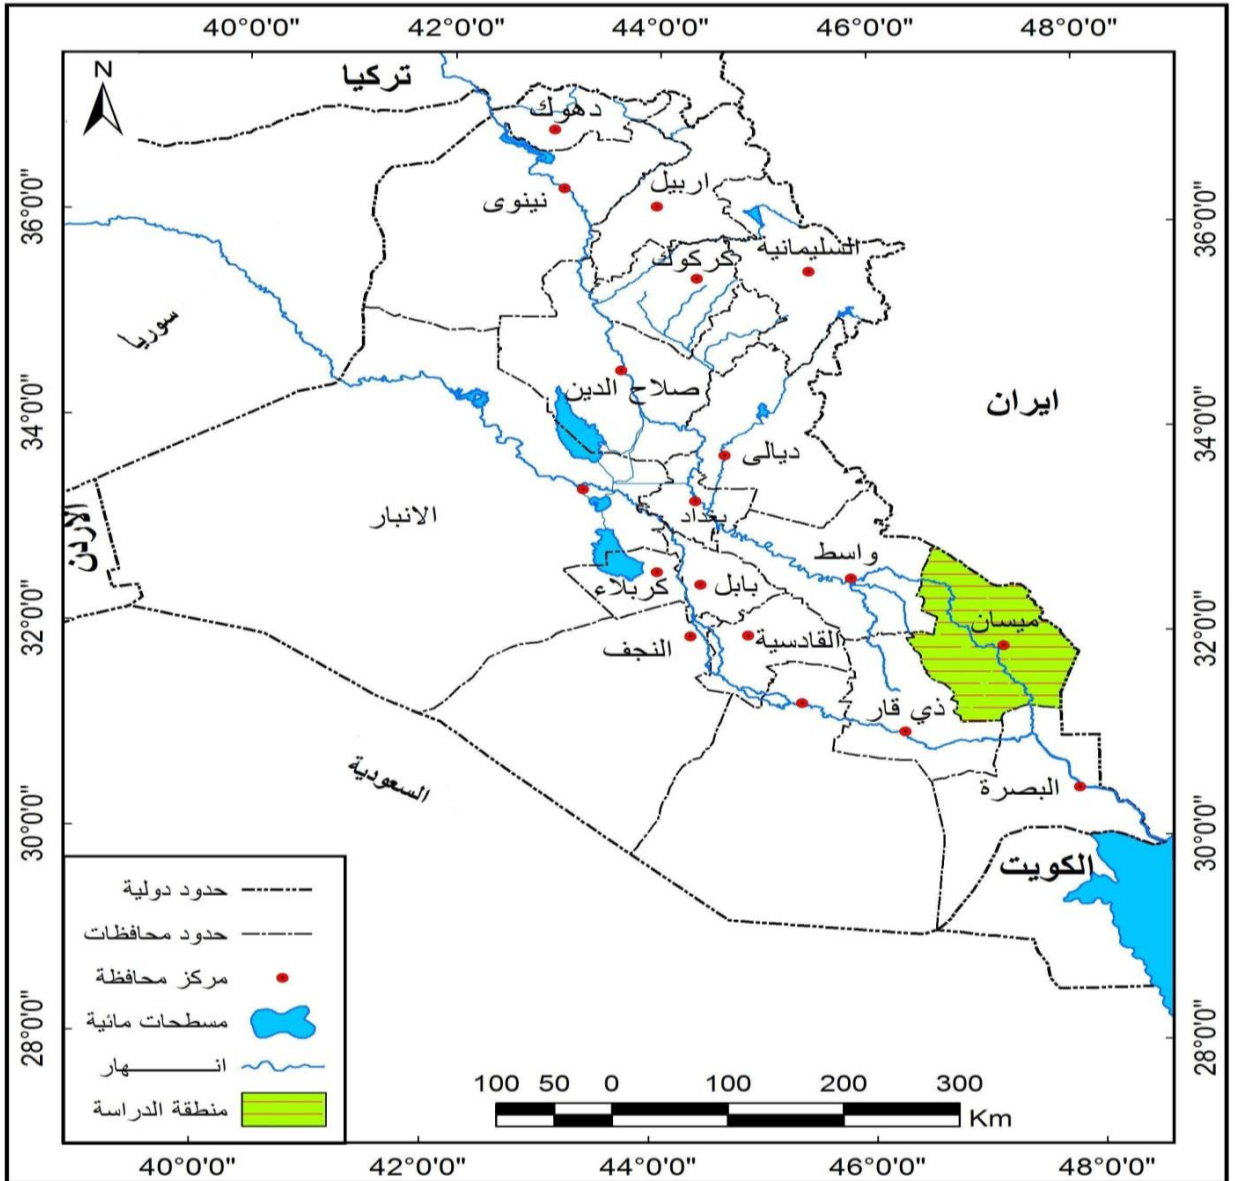 40°0'0" 42°0'0" 44°0'0" 46°0'0" 48°0'0"
N
تركيا
دهوك
نينوى
اربيل
36°0'0" 36°0'0"
السليمانية
كركوك
سوريا
صلاح الدين
ايران
34°0'0" 34°0'0"
ديالى
الانبار
بغداد
الاردن
واسط
كربلاء
بابل
32°0'0" 32°0'0"
ميسان
النجف
القادسية
ذي قار
السعودية
البصرة
30°0'0" 30°0'0"
الكويت
حدود دولية
حدود محافظات
مركز محافظة
مسطحات مائية
انـــــــهار
منطقة الدراسة
28°0'0" 28°0'0"
100 50 0 100 200 300
Km
40°0'0" 42°0'0" 44°0'0" 46°0'0" 48°0'0"